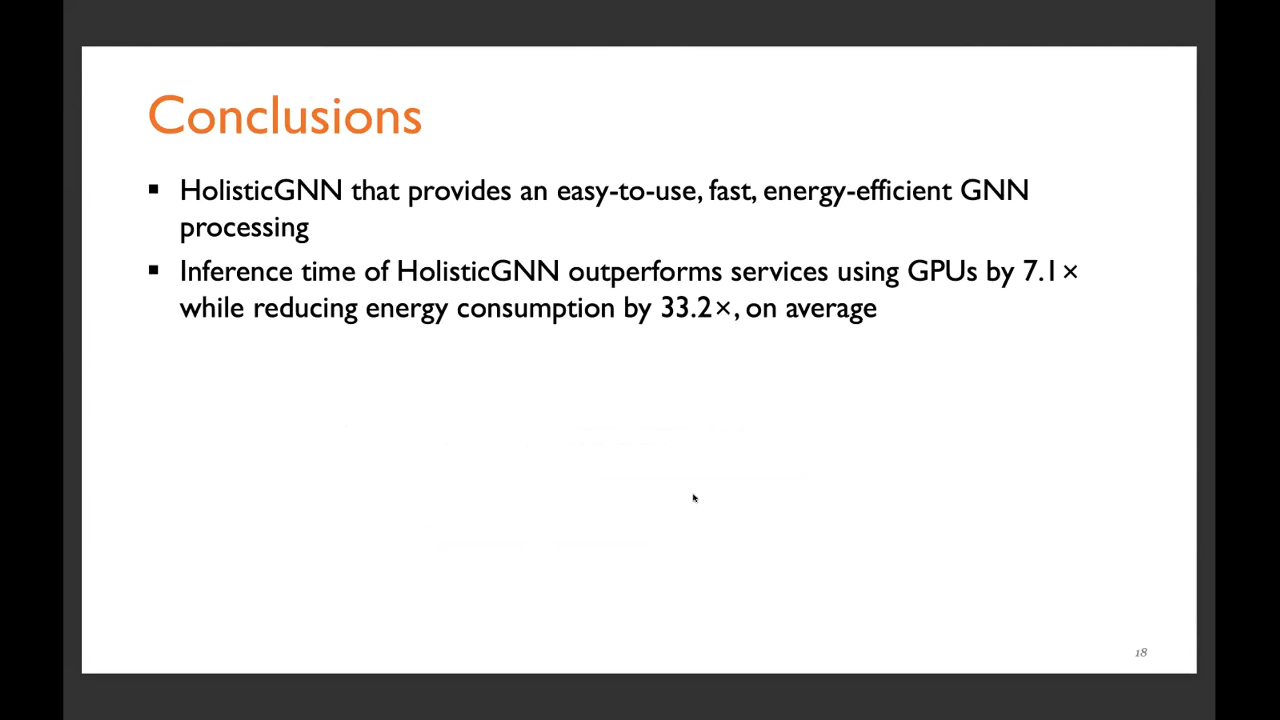 Conclusions
▪ HolisticGNN that provides an easy-to-use, fast, energy-efficient GNN
processing
▪ Inference time of HolisticGNN outperforms services using GPUs by 7.1×
while reducing energy consumption by 33.2×, on average
18